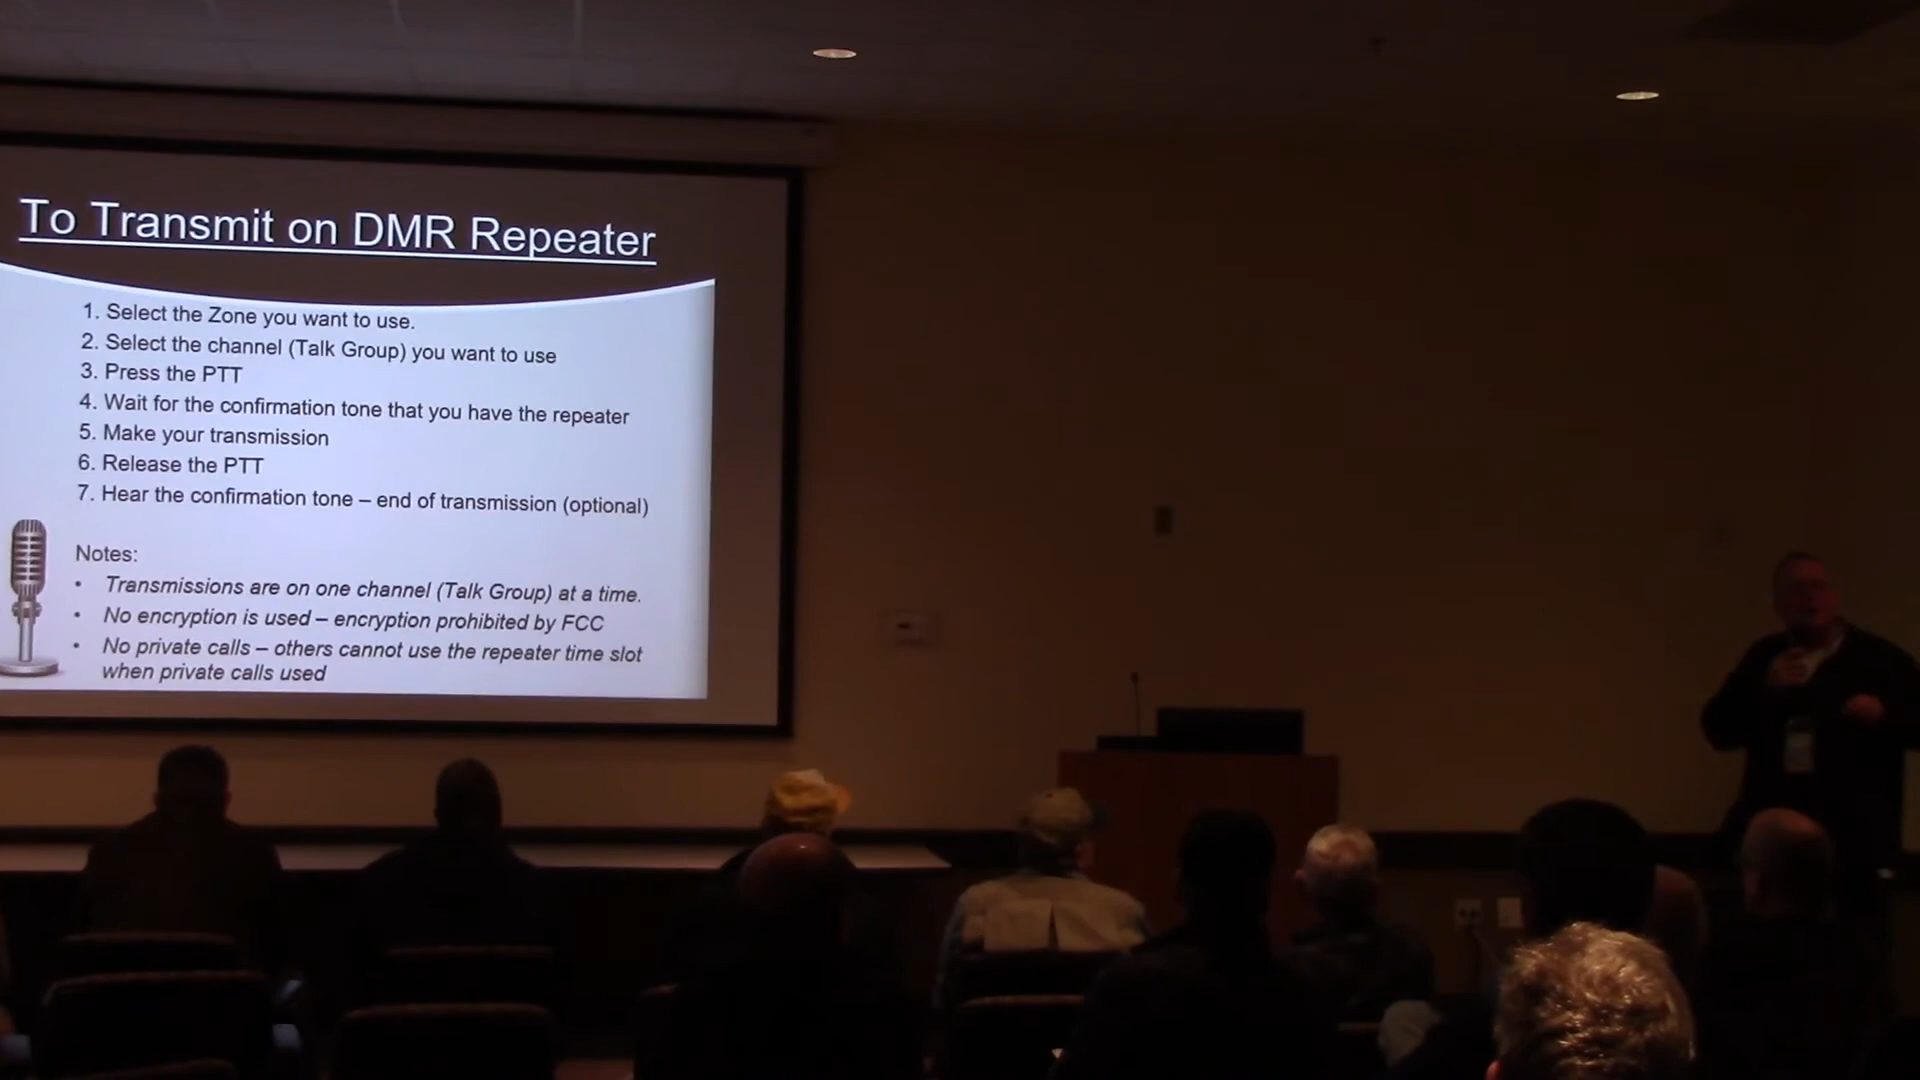 To Transmit on DMR Repeater
1. Select the Zone you want to use.
2. Select the channel (Talk Group) you want to use
3. Press the PTT
4. Wait for the confirmation tone that you have the repeater
5. Make your transmission
6. Release the PTT
7. Hear the confirmation tone – end of transmission (optional)
Notes:
• Transmissions are on one channel (Talk Group) at a time.
• No encryption is used – encryption prohibited by FCC
• No private calls – others cannot use the repeater time slot
when private calls used